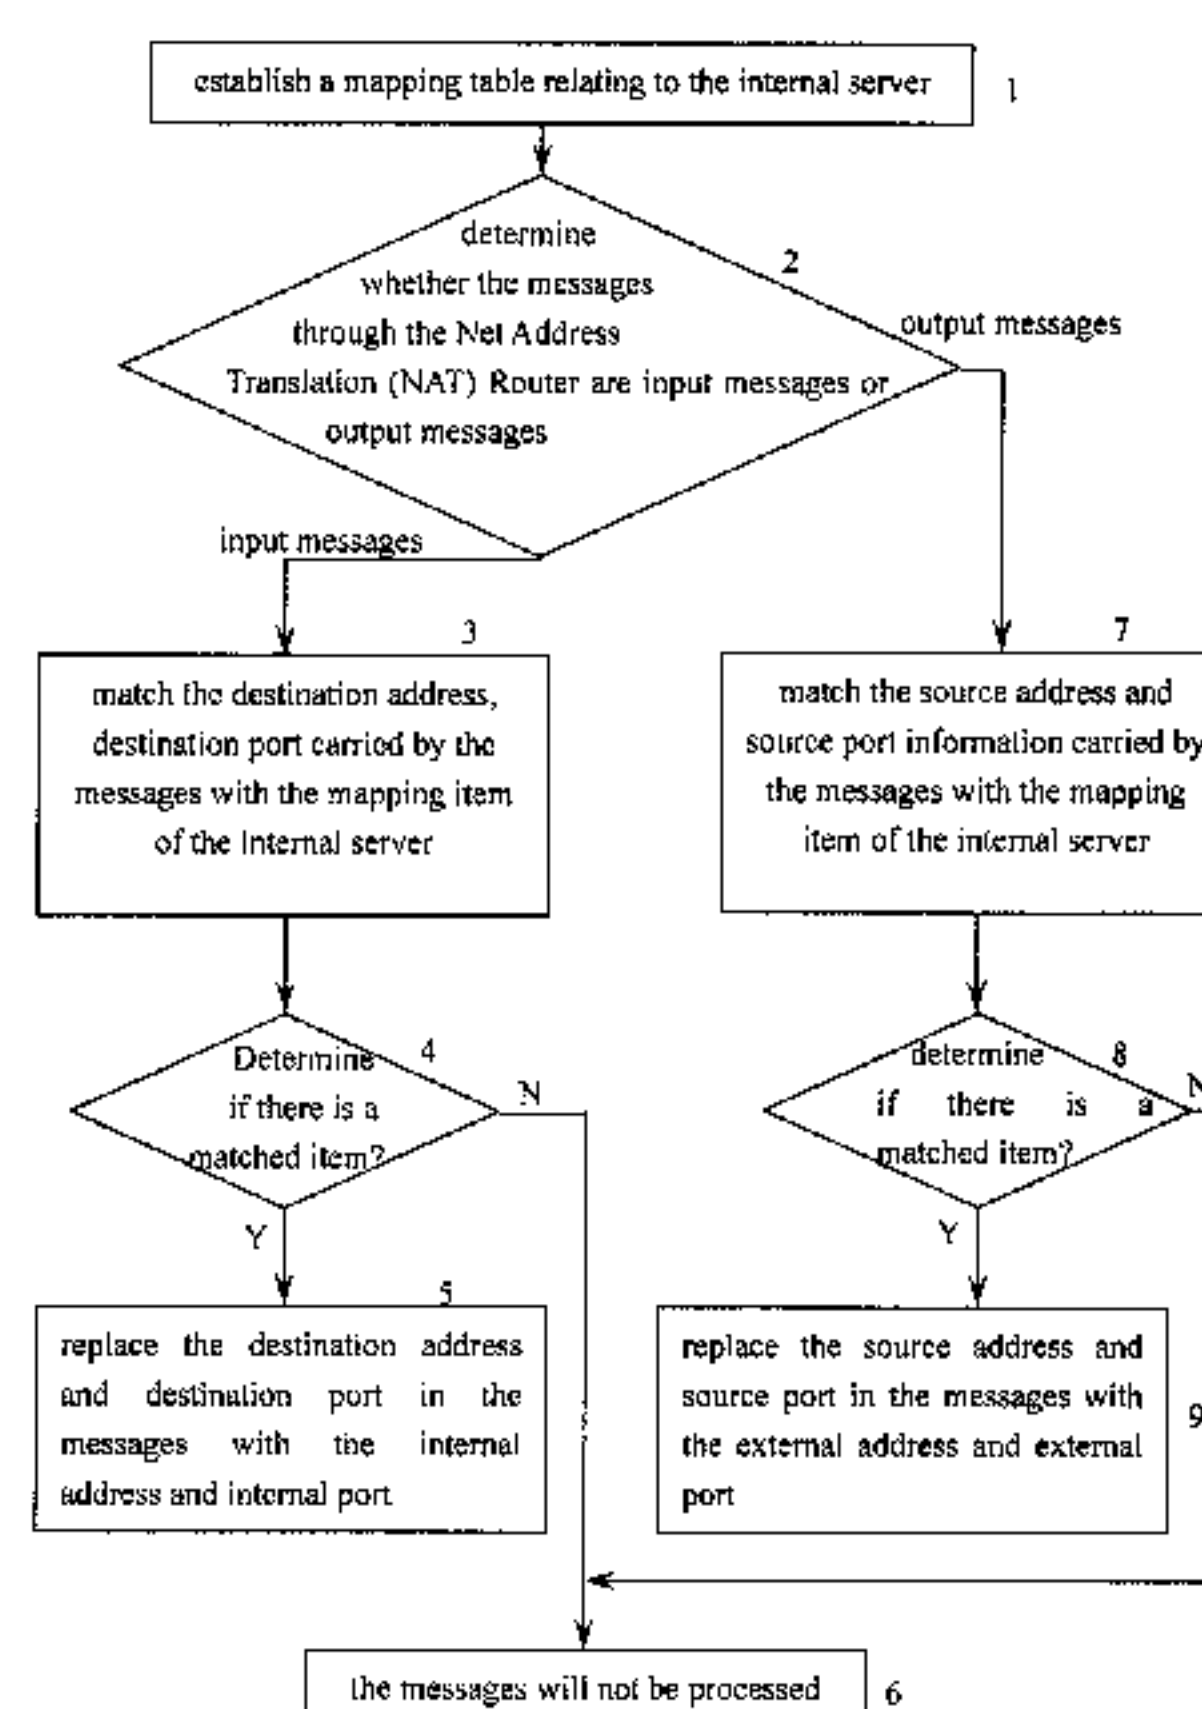 establish a mapping table relating to the internal server
1
determine
whether the messages
through the Net Address
Translation (NAT) Router are input messages or
output messages
2
output messages
input messages
3
match the destination address,
destination port carried by the
messages with the mapping item
of the Internal server
7
match the source address and
source port information carried by
the messages with the mapping
item of the internal server
Determine
if there is a
matched item?
4
N
Y
determine
if there is a
matched item?
8
N
Y
5
replace the destination address
and destination port in the
messages with the internal
address and internal port
replace the source address and
source port in the messages with
the external address and external
port
9
the messages will not be processed
6